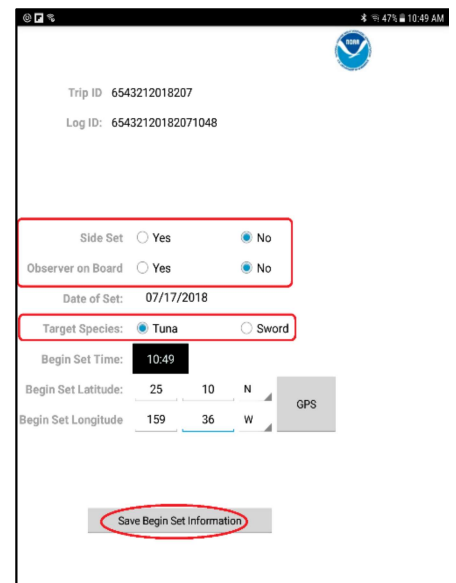 47% 10:49 AM
NOAA
Trip ID 6543212018207
Log ID: 65432120182071048
Side Set Yes No
Observer on Board Yes No
Date of Set: 07/17/2018
Target Species: Tuna Sword
Begin Set Time: 10:49
Begin Set Latitude: 25 10 N
GPS
Begin Set Longitude 159 36 W
Save Begin Set Information